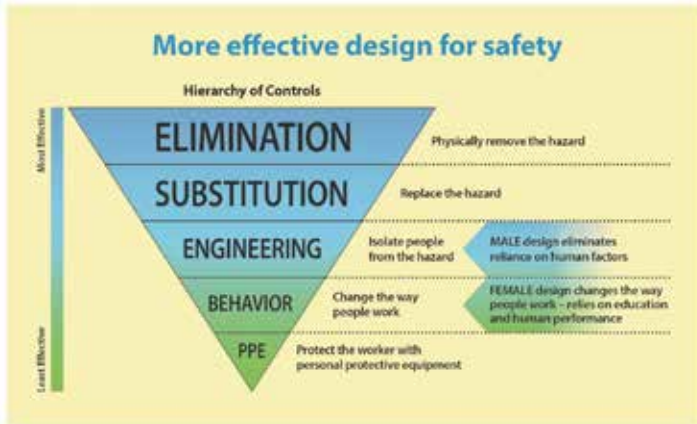 More effective design for safety
Hierarchy of Controls
Most Effective
ELIMINATION
Physically remove the hazard
SUBSTITUTION
Replace the hazard
ENGINEERING
Isolate people
from the hazard
MALE design eliminates
reliance on human factors
BEHAVIOR
Change the way
people work
FEMALE design changes the way
people work – relies on education
and human performance
PPE
Protect the worker with
personal protective equipment
Least Effective